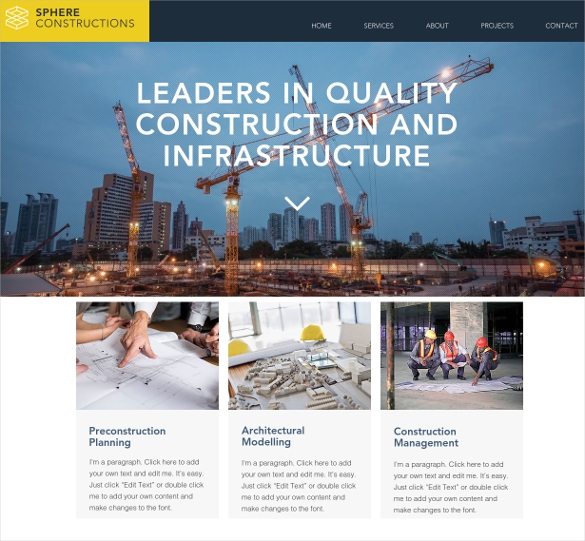 SPHERE
CONSTRUCTIONS
HOME SERVICES ABOUT PROJECTS CONTACT
LEADERS IN QUALITY
CONSTRUCTION AND
INFRASTRUCTURE
Preconstruction
Planning
I'm a paragraph. Click here to add
your own text and edit me. It's easy.
Just click "Edit Text" or double click
me to add your own content and
make changes to the font.
Architectural
Modelling
I'm a paragraph. Click here to add
your own text and edit me. It's easy.
Just click "Edit Text" or double click
me to add your own content and
make changes to the font.
Construction
Management
I'm a paragraph. Click here to add
your own text and edit me. It's easy.
Just click "Edit Text" or double click
me to add your own content and
make changes to the font.